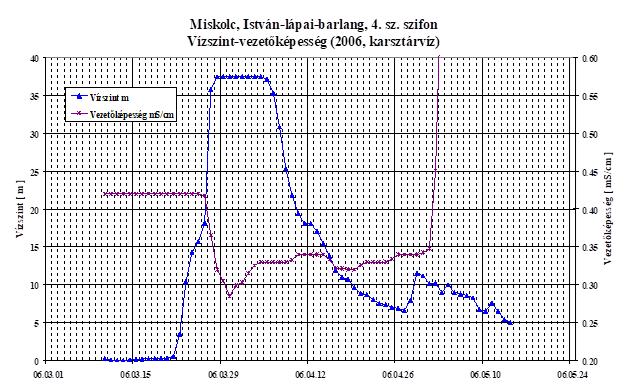 Miskolc, István-lápai-barlang, 4. sz. szifon
Vízszint-vezetőképesség (2006, karsztárvíz)
Vízszint m
Vezetőképesség mS/cm
Vízszint [ m ]
40
35
30
25
20
15
10
5
0
Vezetőképesség [ mS/cm ]
0.60
0.55
0.50
0.45
0.40
0.35
0.30
0.25
0.20
06.03.01 06.03.15 06.03.29 06.04.12 06.04.26 06.05.10 06.05.24